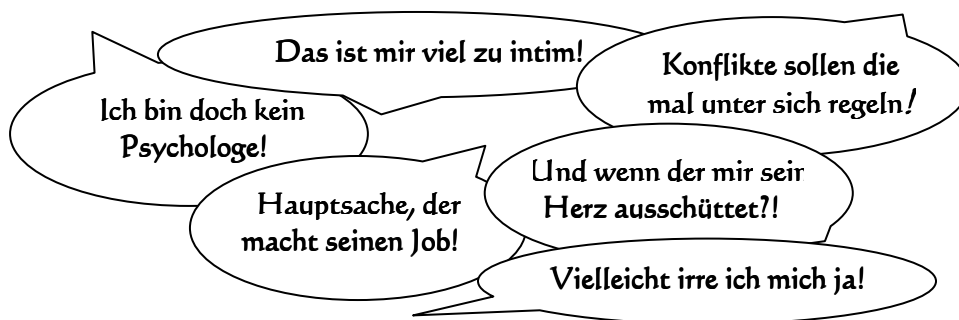 Das ist mir viel zu intim!
Konflikte sollen die
mal unter sich regeln!
Ich bin doch kein
Psychologe!
Und wenn der mir sein
Herz ausschüttet?!
Hauptsache, der
macht seinen Job!
Vielleicht irre ich mich ja!